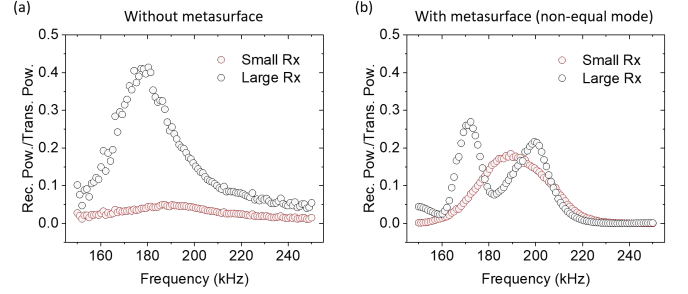 (a)
Without metasurface
0.5
0.4
0.3
0.2
0.1
0.0
Rec. Pow./Trans. Pow.
Small Rx
Large Rx
160 180 200 220 240
Frequency (kHz)
(b)
With metasurface (non-equal mode)
0.5
0.4
0.3
0.2
0.1
0.0
Rec. Pow./Trans. Pow.
Small Rx
Large Rx
160 180 200 220 240
Frequency (kHz)